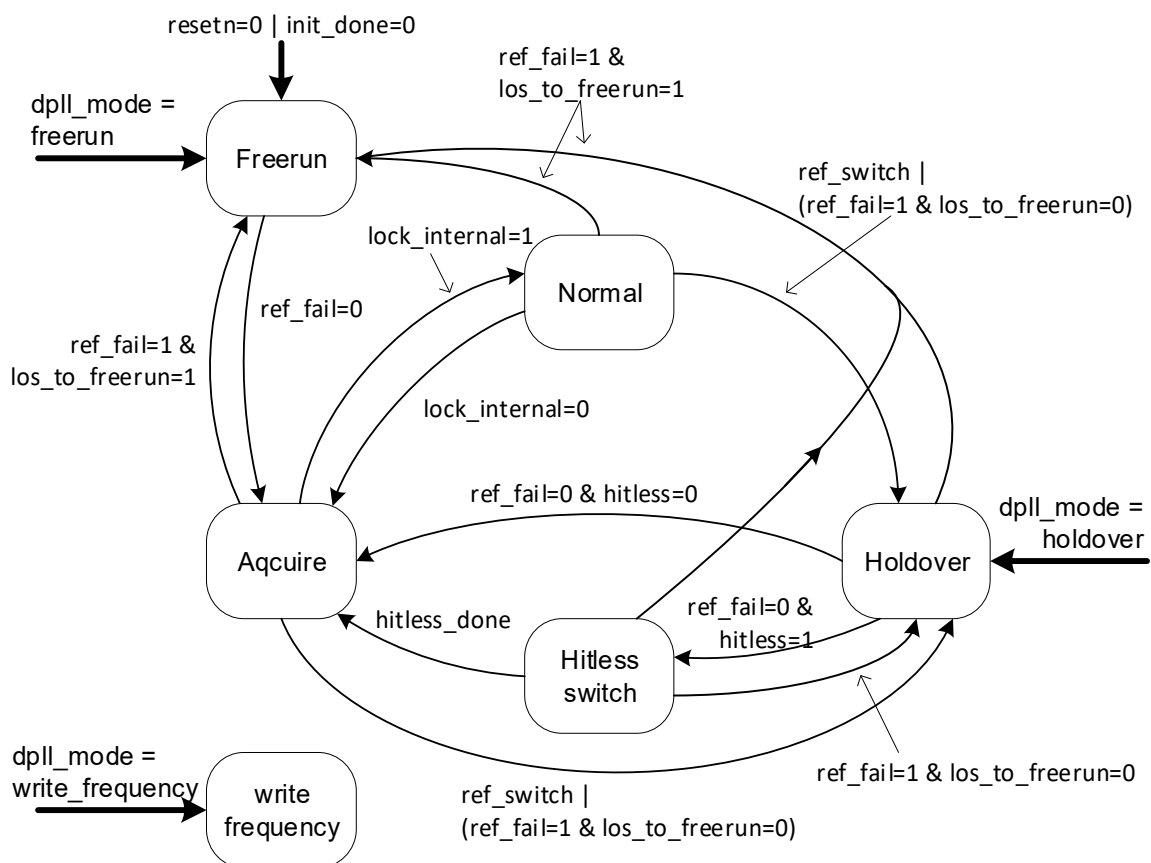 resetn=0 | init_done=0
ref_fail=1 &
los_to_freerun=1
dpll_mode =
freerun
Freerun
ref_switch |
(ref_fail=1 & los_to_freerun=0)
lock_internal=1
Normal
ref_fail=0
ref_fail=1 &
los_to_freerun=1
lock_internal=0
ref_fail=0 & hitless=0
dpll_mode =
holdover
Aqcuire
Holdover
hitless_done
ref_fail=0 &
hitless=1
Hitless
switch
dpll_mode =
write_frequency
write
frequency
ref_fail=1 & los_to_freerun=0
ref_switch |
(ref_fail=1 & los_to_freerun=0)